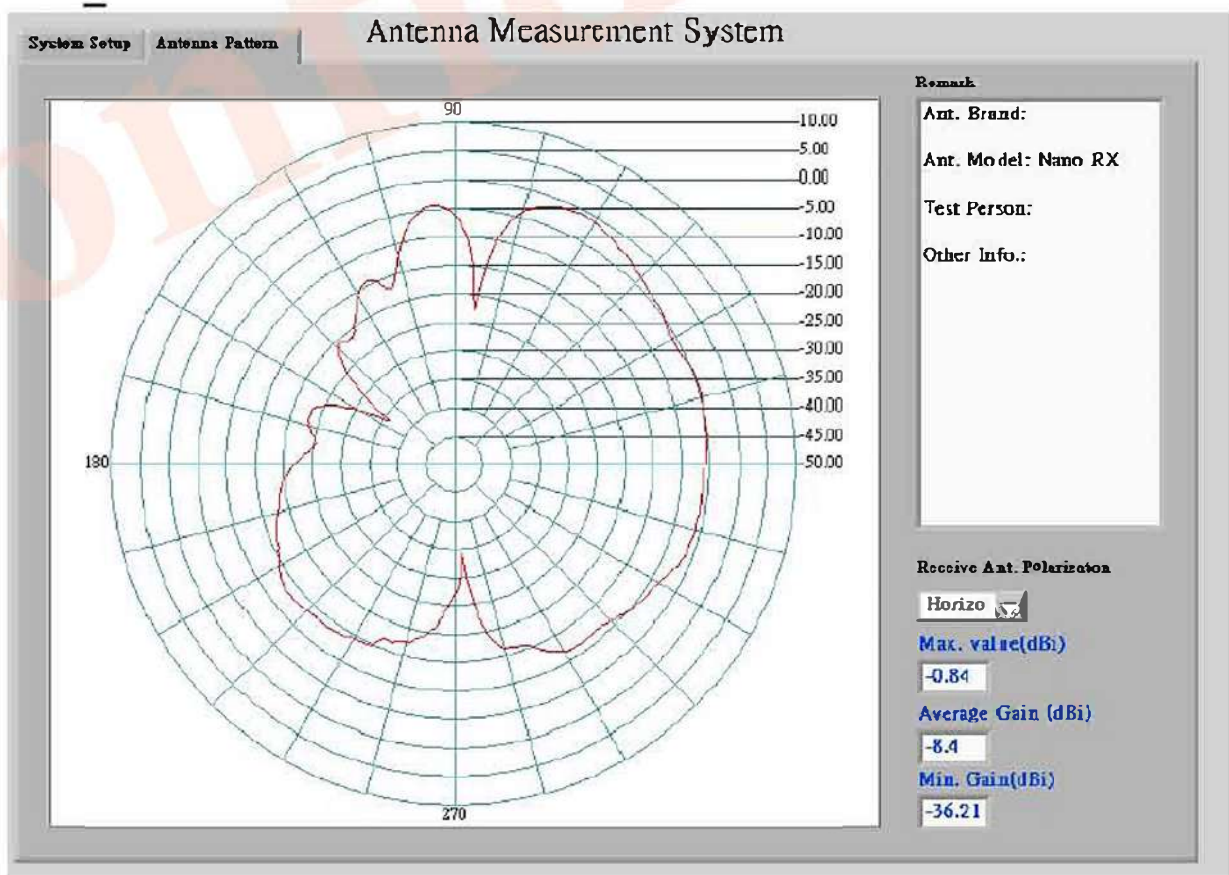 Antenna Measurement System
System Setup
Antenna Pattern
90
10.00
5.00
0.00
-5.00
-10.00
-15.00
-20.00
-25.00
-30.00
-35.00
-40.00
-45.00
-50.00
180
270
Remark
Ant. Brand:
Ant. Model: Nano RX
Test Person:
Other Info.:
Receive Ant. Polarizaton
Horizo
Max. value(dBi)
-0.84
Average Gain (dBi)
-8.4
Min. Gain(dBi)
-36.21